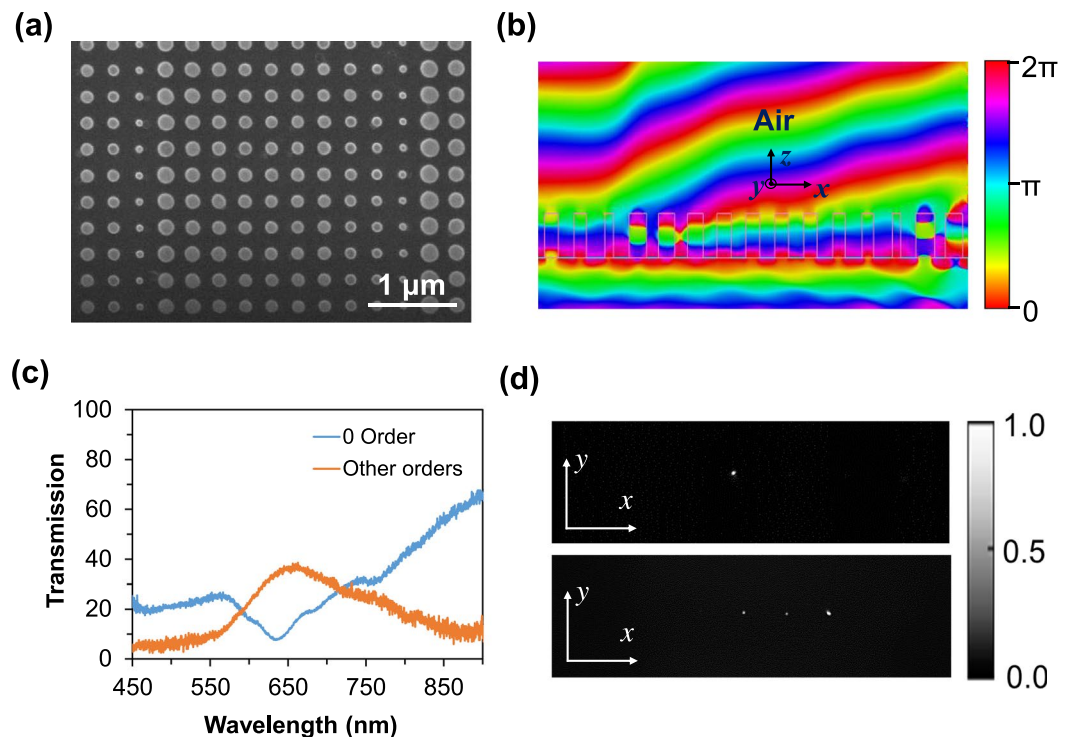 (a)
1 μm
(b)
Air
z
y
x
2π
π
0
(c)
100
80
60
40
20
0
Transmission
0 Order
Other orders
450
550
650
750
850
Wavelength (nm)
(d)
y
x
y
x
1.0
0.5
0.0